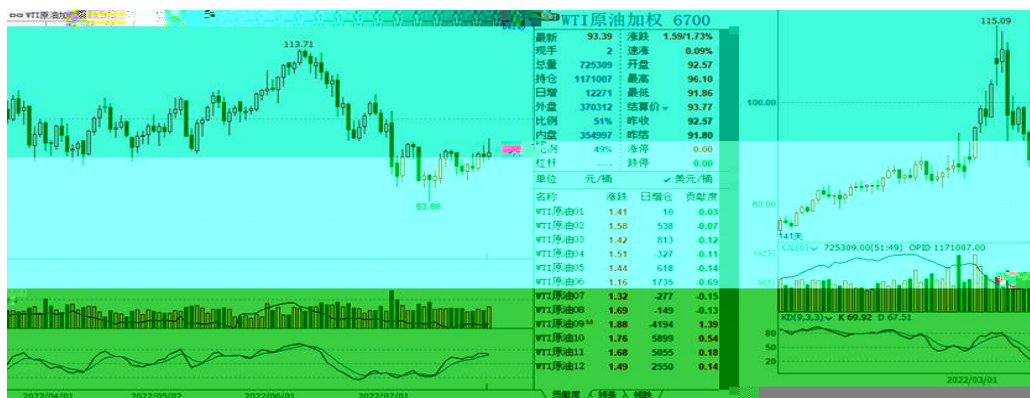 WTI原油加权 6700
最新 93.39 涨跌 1.59/1.73%
现手 2 速涨 0.09%
总量 725309 开盘 92.57
持仓 1171007 最高 96.10
日增 12271 最低 91.86
外盘 370312 结算价 93.77
比例 51% 昨收 92.57
内盘 354997 昨结 91.80
49% 涨停 0.00
杠杆 ---- 跌停 0.00
单位 元/桶 ✓美元/桶
名称 涨跌 日增仓 贡献度
WTI原油01 1.41 10 -0.03
WTI原油02 1.58 538 -0.07
WTI原油03 1.42 813 -0.12
WTI原油04 1.51 -327 -0.11
WTI原油05 1.44 618 -0.14
WTI原油06 1.16 1735 -0.69
WTI原油07 1.32 -277 -0.15
WTI原油08 1.69 -149 -0.13
WTI原油09M 1.88 -4194 1.39
WTI原油10 1.76 5899 0.54
WTI原油11 1.68 5055 0.18
WTI原油12 1.49 2550 0.14
贡献度 领涨 领跌
113.71
83.88
2022/04/01 2022/05/02 2022/06/01 2022/07/01
115.09
100.00
80.00
141天
CJL(0) 725309.00[51:49] OPID 1171007.00
KD(9,3,3) K 69.92 D 67.51
80
50
20
2022/03/01